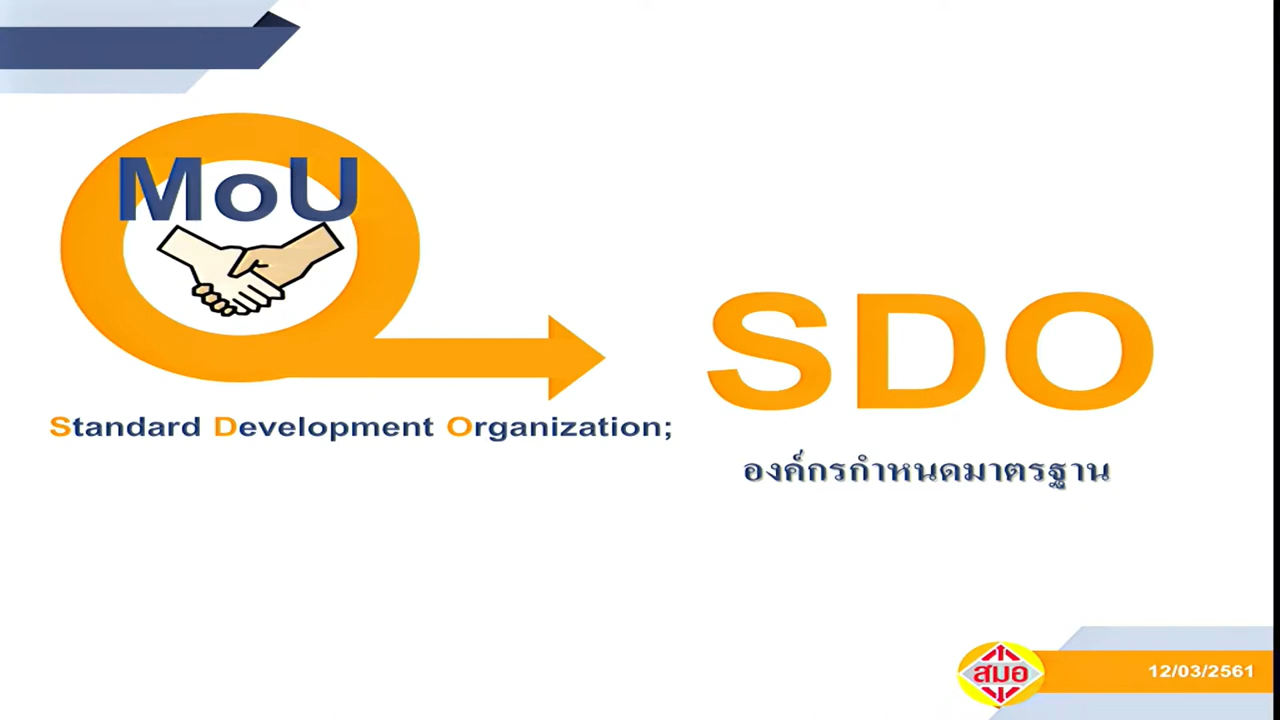 MoU
SDO
Standard Development Organization;
องค์กรกำหนดมาตรฐาน
สมอ
12/03/2561